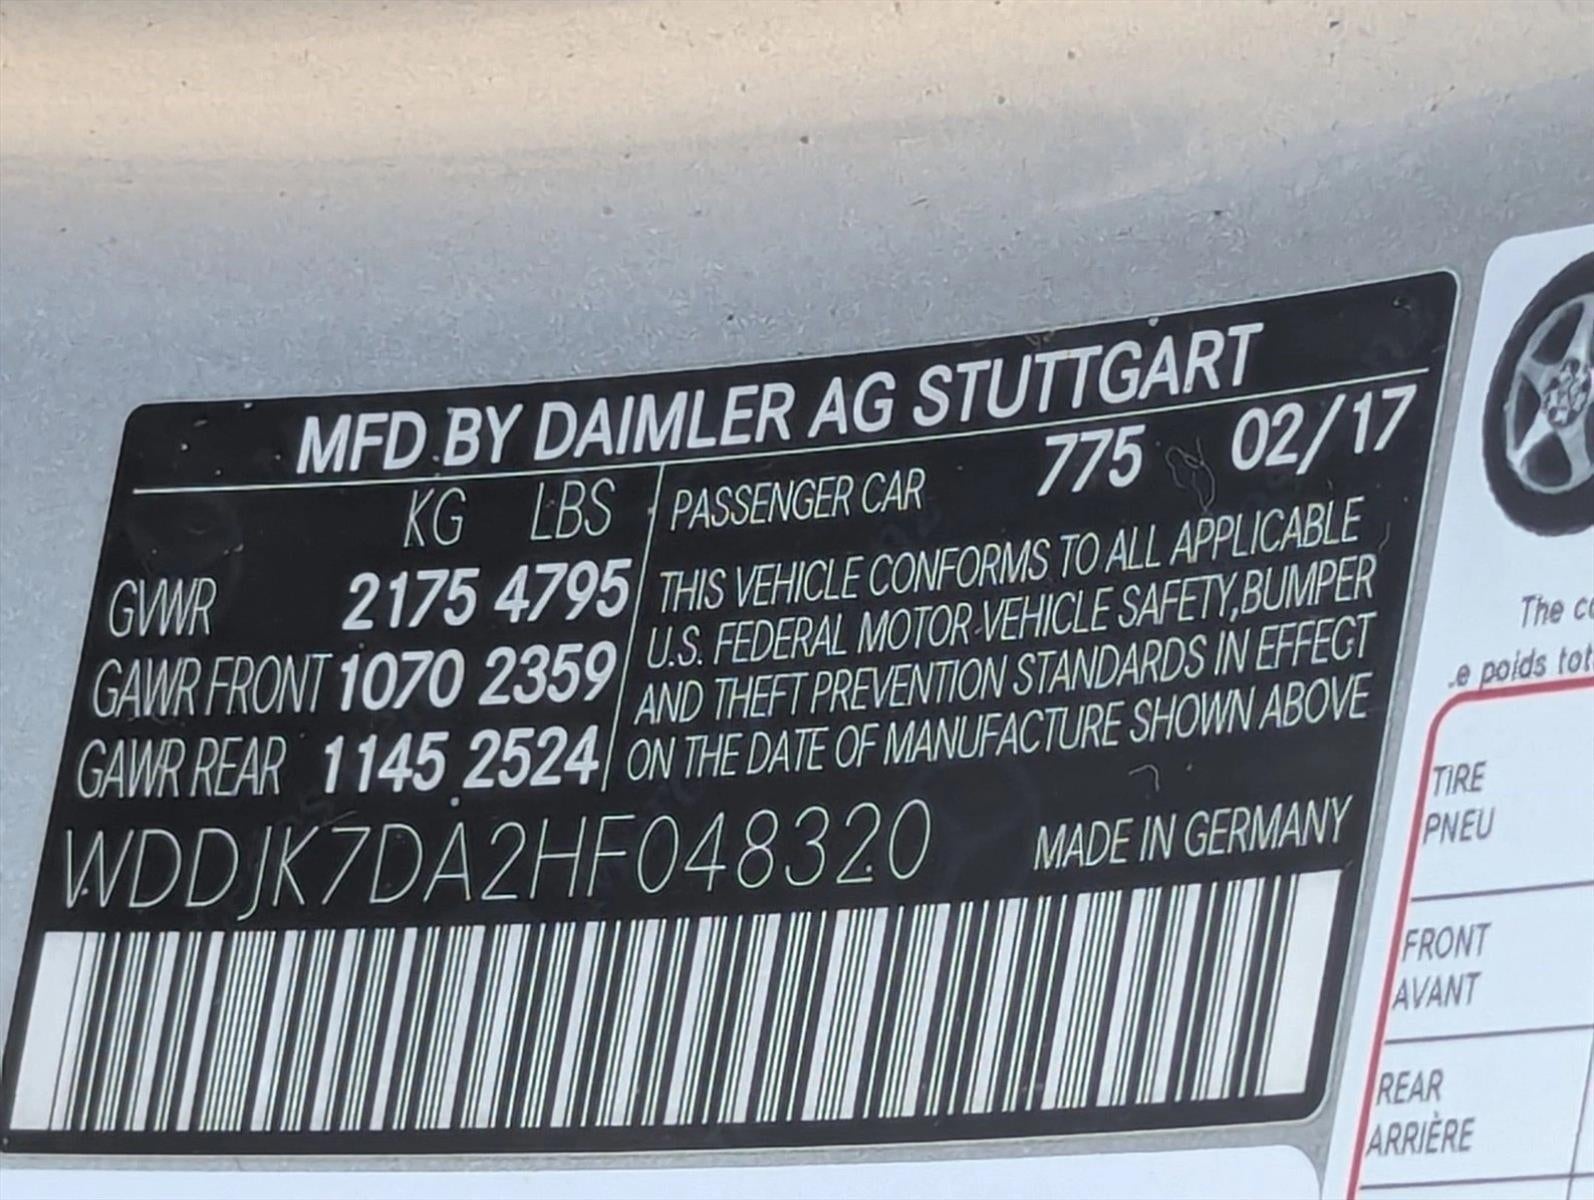 MFD BY DAIMLER AG STUTTGART
KG LBS PASSENGER CAR 775 02/17
GVWR 2175 4795
GAWR FRONT 1070 2359
GAWR REAR 1145 2524
THIS VEHICLE CONFORMS TO ALL APPLICABLE
U.S. FEDERAL MOTOR VEHICLE SAFETY, BUMPER
AND THEFT PREVENTION STANDARDS IN EFFECT
ON THE DATE OF MANUFACTURE SHOWN ABOVE
WDDJK7DA2HF048320 MADE IN GERMANY
The
poids
TIRE
PNEU
FRONT
AVANT
REAR
ARRIÈRE